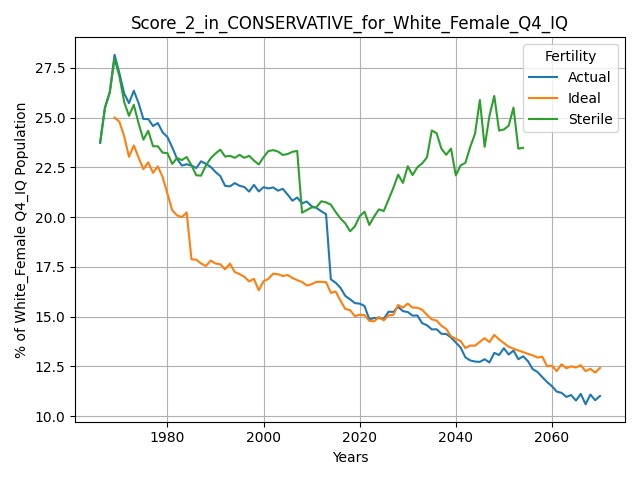 Score_2_in_CONSERVATIVE_for_White_Female_Q4_IQ
% of White_Female Q4_IQ Population
27.5
25.0
22.5
20.0
17.5
15.0
12.5
10.0
Fertility
Actual
Ideal
Sterile
1980
2000
2020
2040
2060
Years